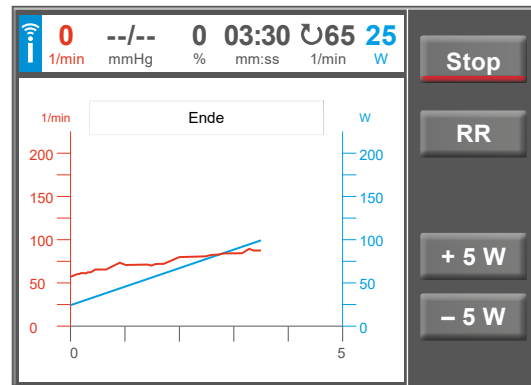 0 --/-- 0 03:30 ↻65 25
1/min mmHg % mm:ss 1/min W
Stop
1/min Ende W
RR
200 200
150 150
100 100
+ 5 W
50 50
– 5 W
0 0
0 5